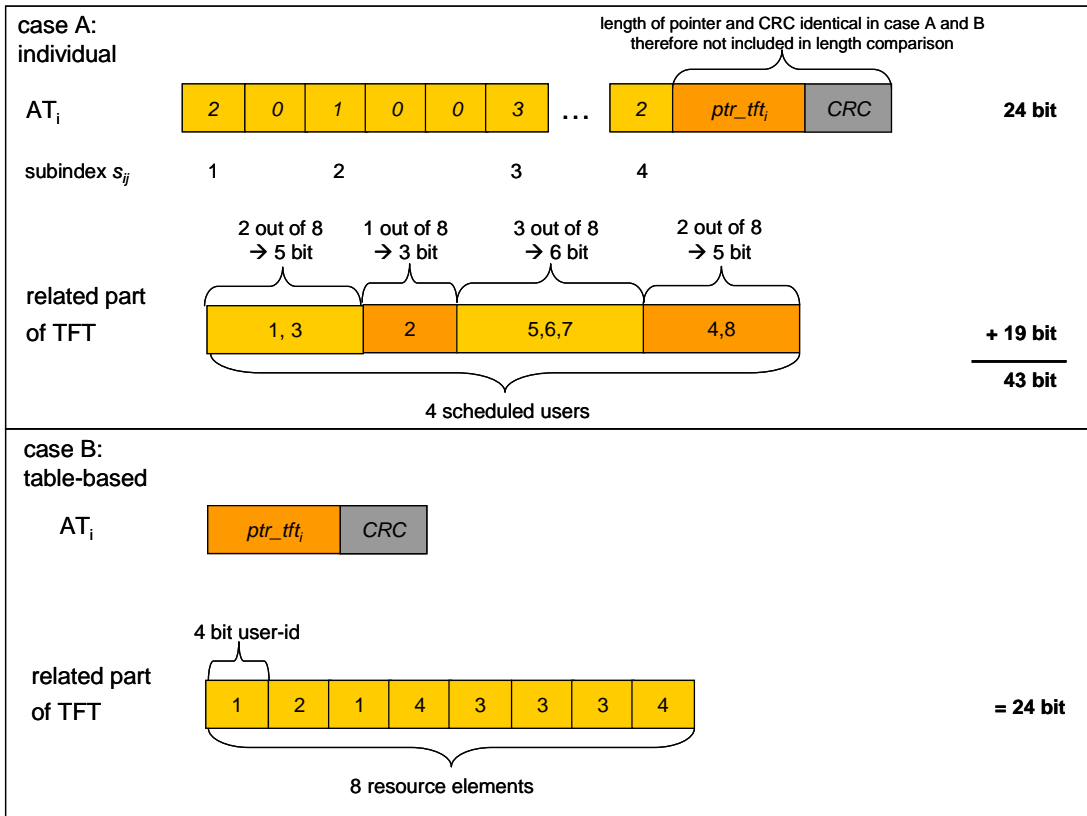 case A:
individual
length of pointer and CRC identical in case A and B
therefore not included in length comparison
AT_i 2 0 1 0 0 3 ... 2 ptr_tft_i CRC 24 bit
subindex s_ij 1 2 3 4
2 out of 8 1 out of 8 3 out of 8 2 out of 8
→ 5 bit → 3 bit → 6 bit → 5 bit
related part
of TFT 1, 3 2 5,6,7 4,8 + 19 bit
43 bit
4 scheduled users
case B:
table-based
AT_i ptr_tft_i CRC
4 bit user-id
related part
of TFT 1 2 1 4 3 3 3 4 = 24 bit
8 resource elements